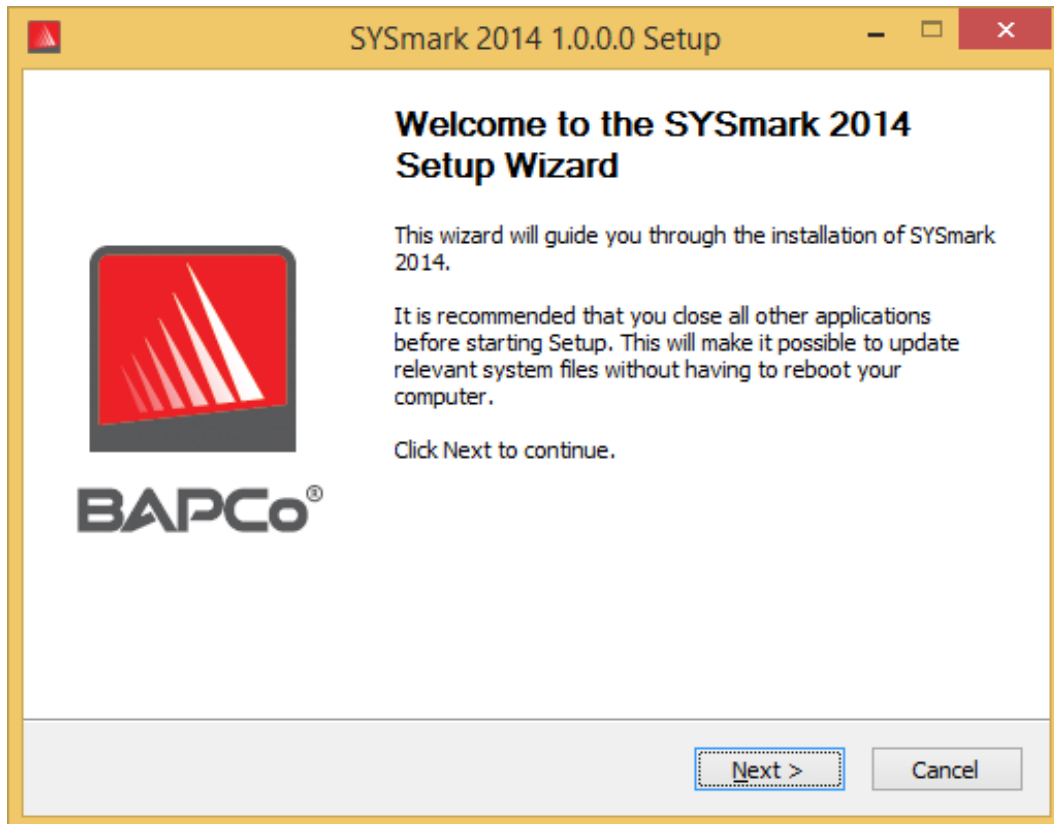 SYSmark 2014 1.0.0.0 Setup
Welcome to the SYSmark 2014
Setup Wizard
This wizard will guide you through the installation of SYSmark
2014.
It is recommended that you close all other applications
before starting Setup. This will make it possible to update
relevant system files without having to reboot your
computer.
Click Next to continue.
BAPCo®
Next >
Cancel